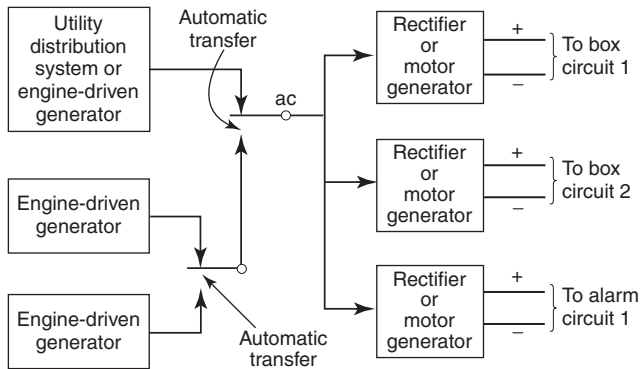 Utility
distribution
system or
engine-driven
generator
Automatic
transfer
ac
Rectifier
or
motor
generator
+
–
To box
circuit 1
Rectifier
or
motor
generator
+
–
To box
circuit 2
Engine-driven
generator
Engine-driven
generator
Automatic
transfer
Rectifier
or
motor
generator
+
–
To alarm
circuit 1